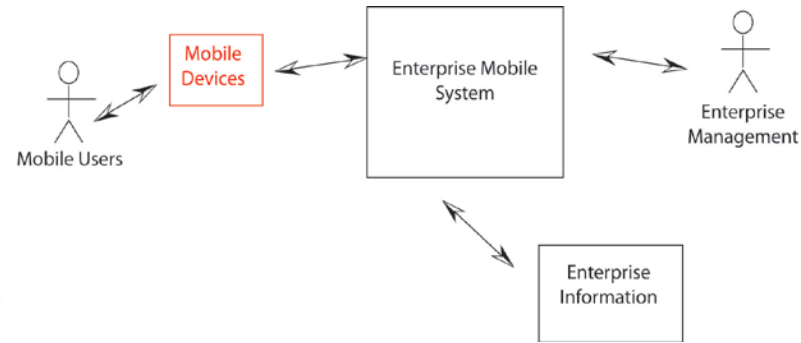 Mobile
Devices
Enterprise Mobile
System
Mobile Users
Enterprise
Management
Enterprise
Information